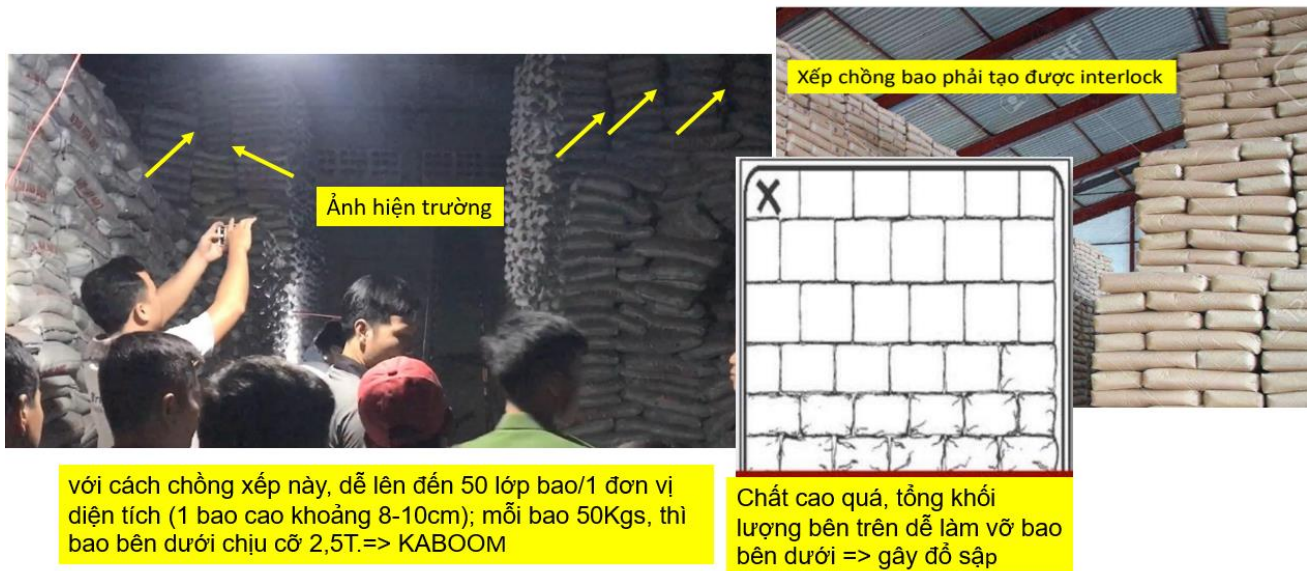 Xếp chồng bao phải tạo được interlock
Ảnh hiện trường
X
với cách chồng xếp này, dễ lên đến 50 lớp bao/1 đơn vị
diện tích (1 bao cao khoảng 8-10cm); mỗi bao 50Kgs, thì
bao bên dưới chịu cỡ 2,5T.=> KABOOM
Chất cao quá, tổng khối
lượng bên trên dễ làm vỡ bao
bên dưới => gây đổ sập